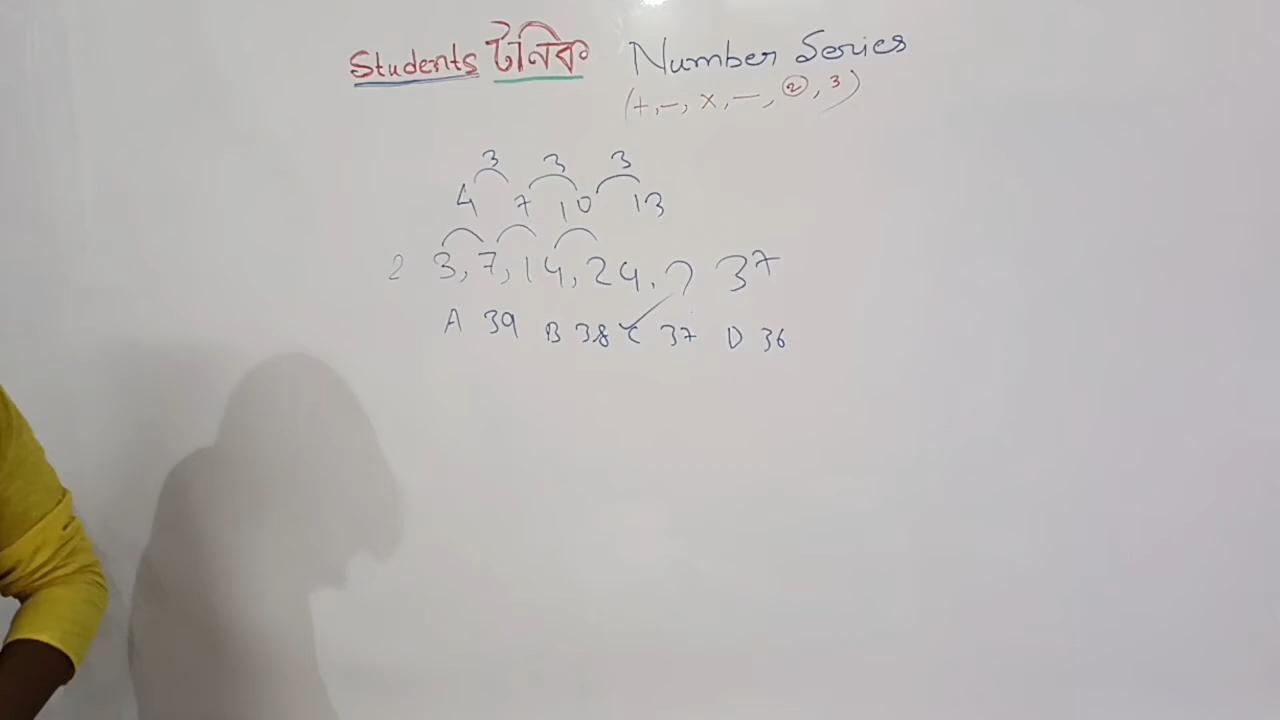 Students টনিক Number Series
(+, -, ×, -, ②, 3)
3 3 3
4 7 10 13
2 3, 7, 14, 24, ? 37
A 39 B 38 C 37 D 36